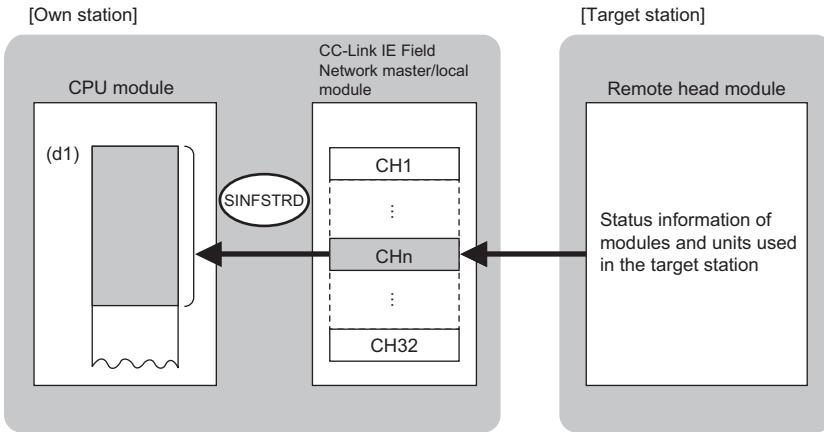 [Own station]
[Target station]
CC-Link IE Field
Network master/local
module
CPU module
Remote head module
(d1)
SINFSTRD
CH1
⋮
CHn
⋮
CH32
Status information of
modules and units used
in the target station